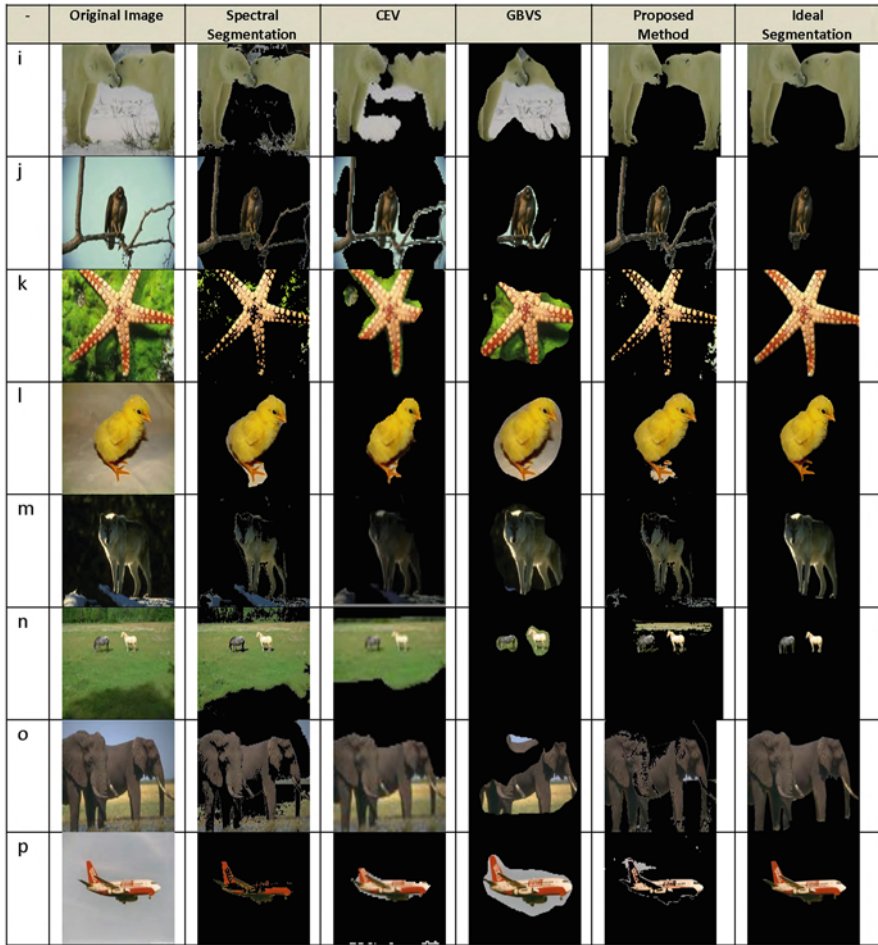 - Original Image Spectral Segmentation CEV GBVS Proposed Method Ideal Segmentation
i
j
k
l
m
n
o
p